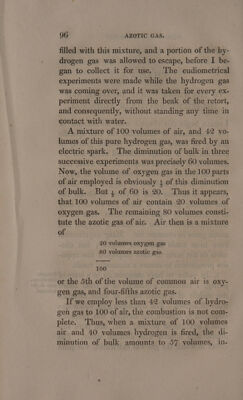 96 AZOTIC GAS.
filled with this mixture, and a portion of the hy-
drogen gas was allowed to escape, before I be-
gan to collect it for use. The eudiometrical
experiments were made while the hydrogen gas
was coming over, and it was taken for every ex-
periment directly from the beak of the retort,
and consequently, without standing any time in
contact with water.
A mixture of 100 volumes of air, and 42 vo-
lumes of this pure hydrogen gas, was fired by an
electric spark. The diminution of bulk in three
successive experiments was precisely 60 volumes.
Now, the volume of oxygen gas in the 100 parts
of air employed is obviously ⅓ of this diminution
of bulk. But ⅓ of 60 is 20. Thus it appears,
that 100 volumes of air contain 20 volumes of
oxygen gas. The remaining 80 volumes consti-
tute the azotic gas of air. Air then is a mixture
of
20 volumes oxygen gas
80 volumes azotic gas
100
or the 5th of the volume of common air is oxy-
gen gas, and four-fifths azotic gas.
If we employ less than 42 volumes of hydro-
gen gas to 100 of air, the combustion is not com-
plete. Thus, when a mixture of 100 volumes
air and 40 volumes hydrogen is fired, the di-
minution of bulk amounts to 57 volumes, in-